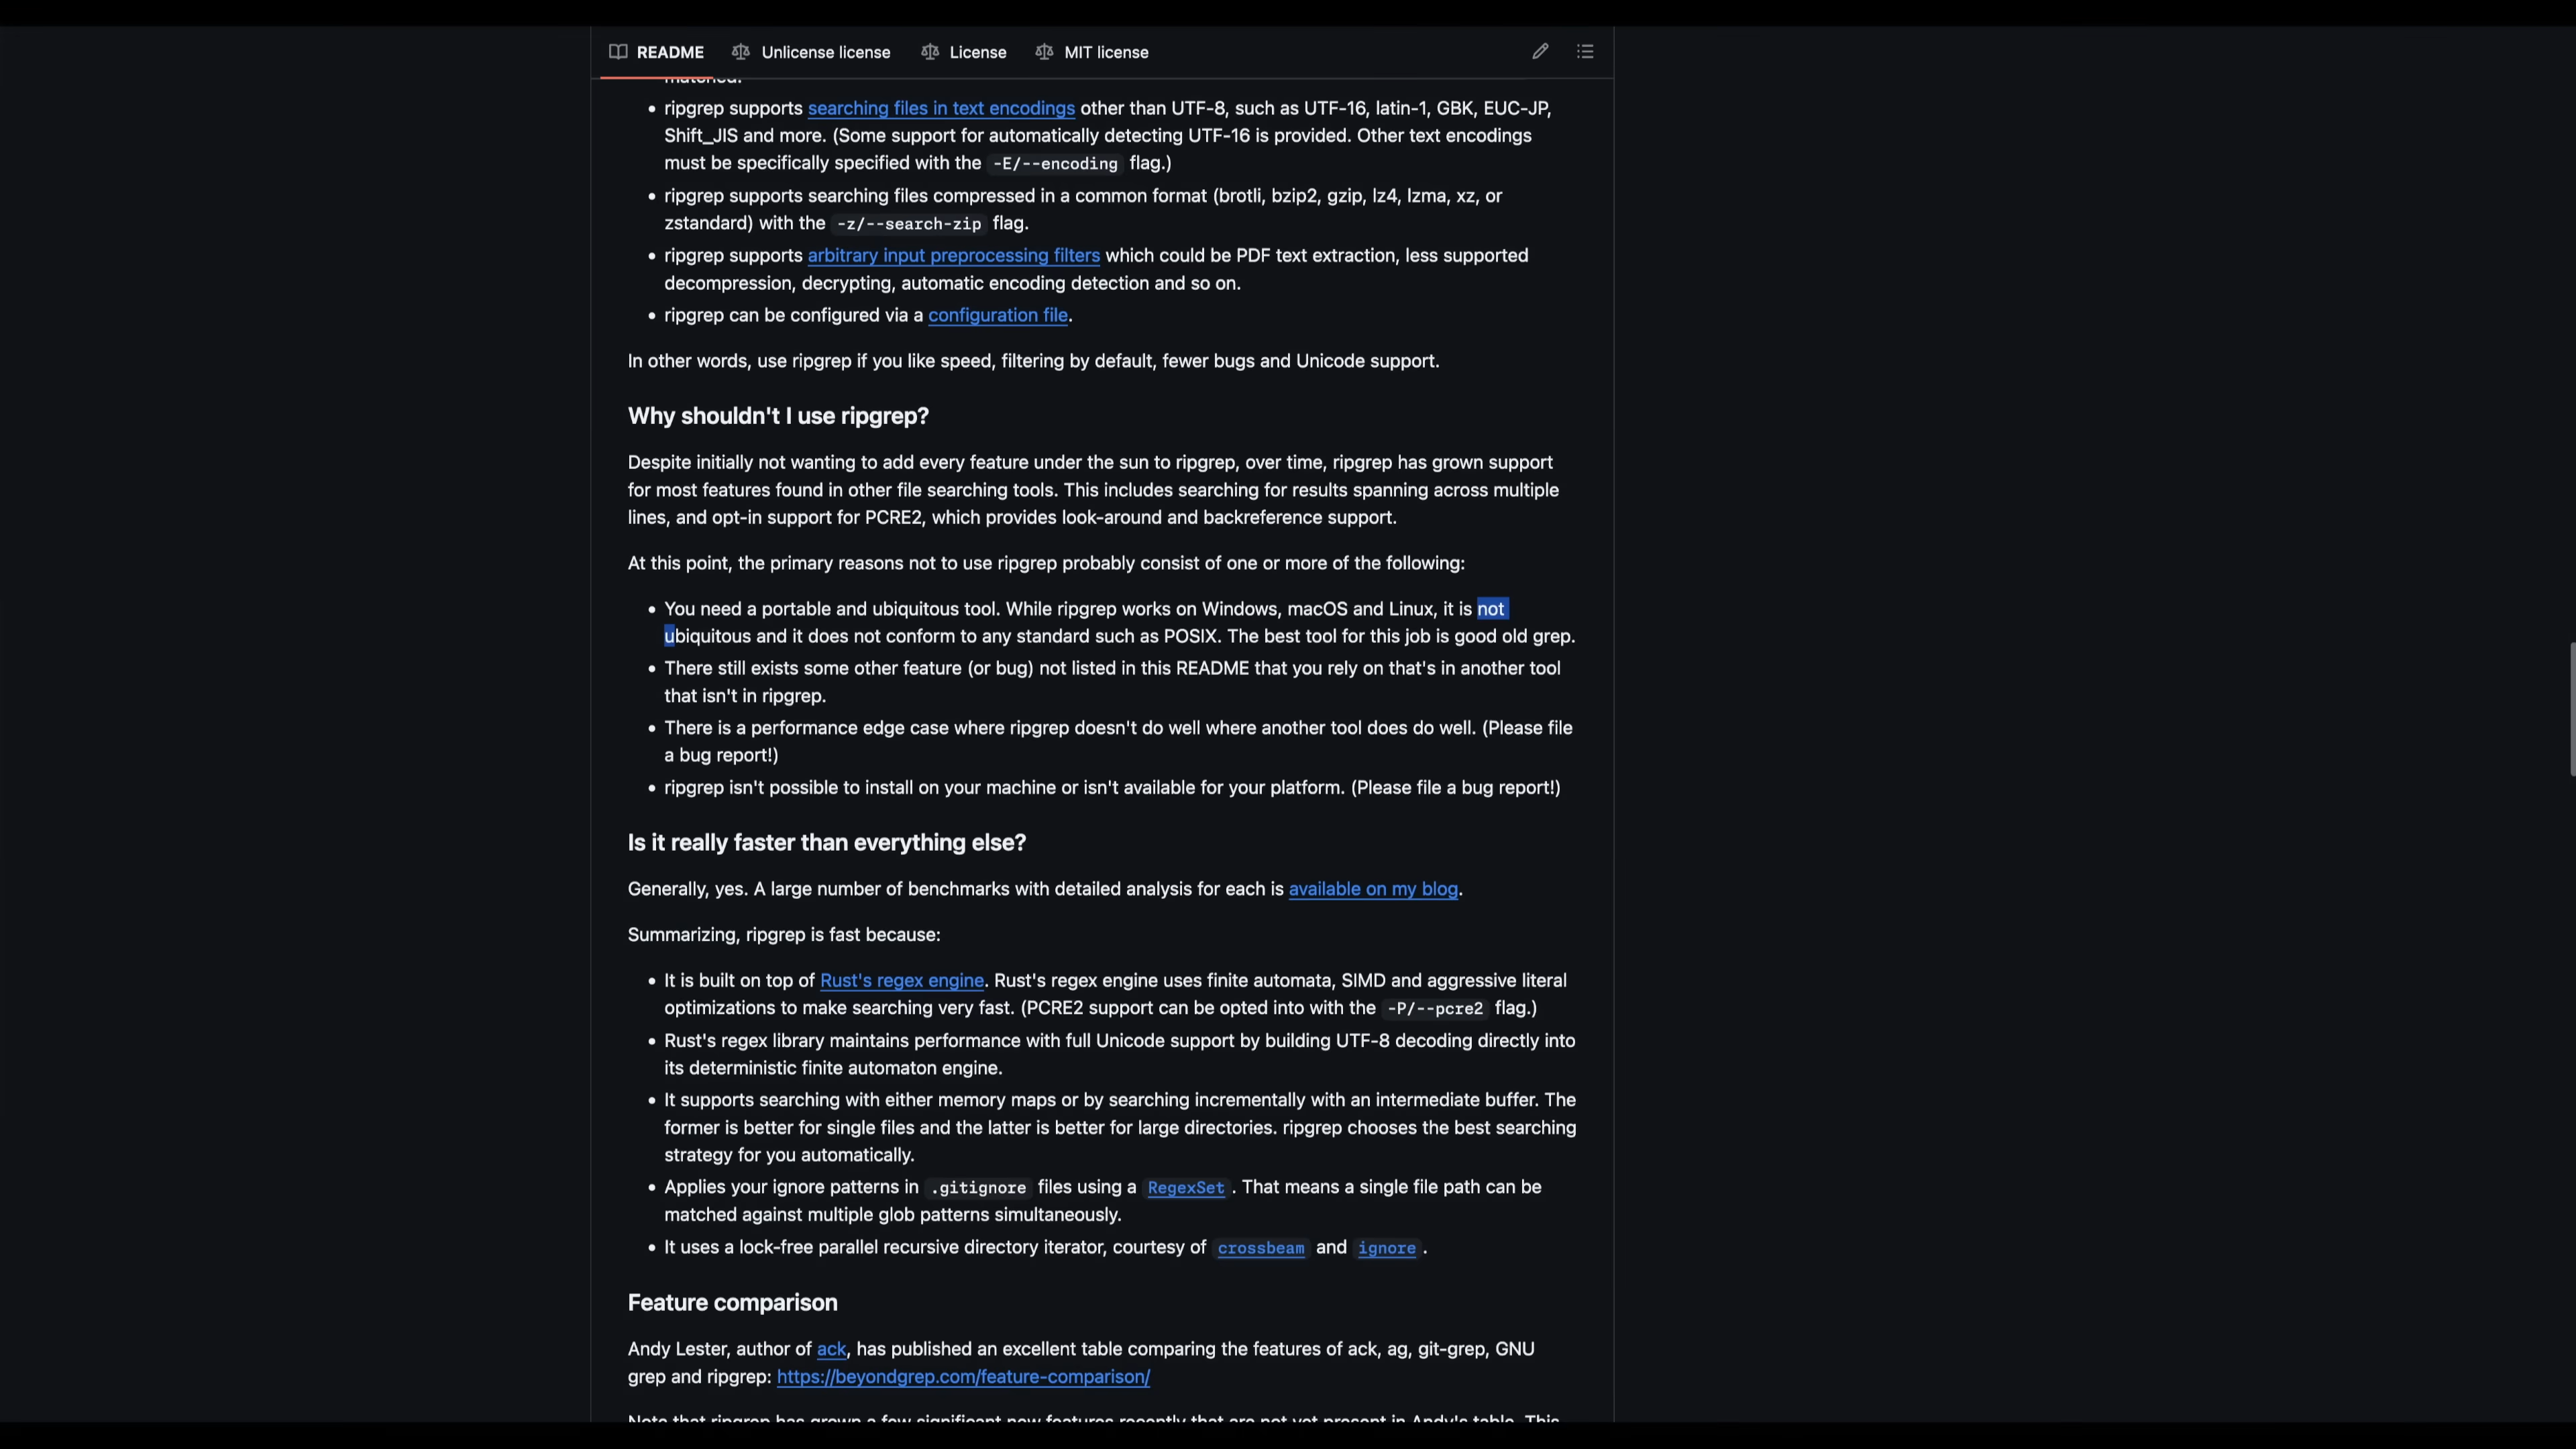 README Unlicense license License MIT license
matched.
• ripgrep supports searching files in text encodings other than UTF-8, such as UTF-16, latin-1, GBK, EUC-JP,
Shift_JIS and more. (Some support for automatically detecting UTF-16 is provided. Other text encodings
must be specifically specified with the -E/--encoding flag.)
• ripgrep supports searching files compressed in a common format (brotli, bzip2, gzip, lz4, lzma, xz, or
zstandard) with the -z/--search-zip flag.
• ripgrep supports arbitrary input preprocessing filters which could be PDF text extraction, less supported
decompression, decrypting, automatic encoding detection and so on.
• ripgrep can be configured via a configuration file.
In other words, use ripgrep if you like speed, filtering by default, fewer bugs and Unicode support.
Why shouldn't I use ripgrep?
Despite initially not wanting to add every feature under the sun to ripgrep, over time, ripgrep has grown support
for most features found in other file searching tools. This includes searching for results spanning across multiple
lines, and opt-in support for PCRE2, which provides look-around and backreference support.
At this point, the primary reasons not to use ripgrep probably consist of one or more of the following:
• You need a portable and ubiquitous tool. While ripgrep works on Windows, macOS and Linux, it is not
ubiquitous and it does not conform to any standard such as POSIX. The best tool for this job is good old grep.
• There still exists some other feature (or bug) not listed in this README that you rely on that's in another tool
that isn't in ripgrep.
• There is a performance edge case where ripgrep doesn't do well where another tool does do well. (Please file
a bug report!)
• ripgrep isn't possible to install on your machine or isn't available for your platform. (Please file a bug report!)
Is it really faster than everything else?
Generally, yes. A large number of benchmarks with detailed analysis for each is available on my blog.
Summarizing, ripgrep is fast because:
• It is built on top of Rust's regex engine. Rust's regex engine uses finite automata, SIMD and aggressive literal
optimizations to make searching very fast. (PCRE2 support can be opted into with the -P/--pcre2 flag.)
• Rust's regex library maintains performance with full Unicode support by building UTF-8 decoding directly into
its deterministic finite automaton engine.
• It supports searching with either memory maps or by searching incrementally with an intermediate buffer. The
former is better for single files and the latter is better for large directories. ripgrep chooses the best searching
strategy for you automatically.
• Applies your ignore patterns in .gitignore files using a RegexSet. That means a single file path can be
matched against multiple glob patterns simultaneously.
• It uses a lock-free parallel recursive directory iterator, courtesy of crossbeam and ignore.
Feature comparison
Andy Lester, author of ack, has published an excellent table comparing the features of ack, ag, git-grep, GNU
grep and ripgrep: https://beyondgrep.com/feature-comparison/
Note that ripgrep has grown a few significant new features recently that are not yet present in Andy's table. This